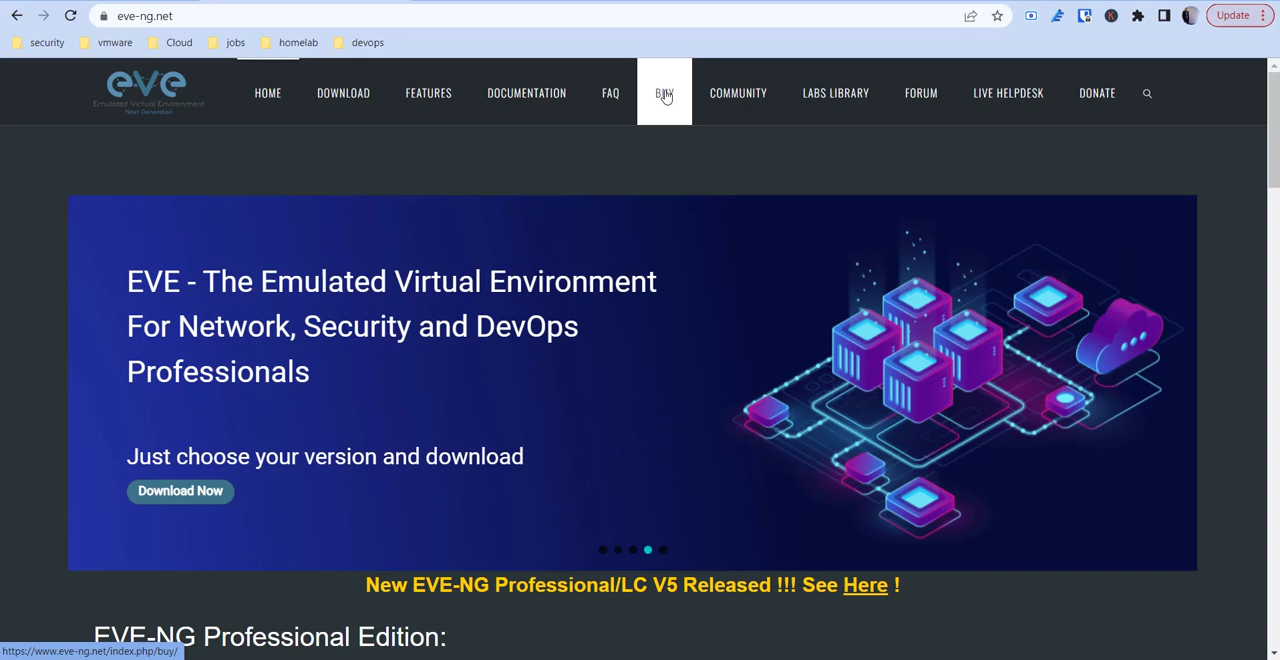 eve-ng.net
Update
security
vmware
Cloud
jobs
homelab
devops
eve
Emulated Virtual Environment
Next Generation
HOME
DOWNLOAD
FEATURES
DOCUMENTATION
FAQ
BUY
COMMUNITY
LABS LIBRARY
FORUM
LIVE HELPDESK
DONATE
EVE - The Emulated Virtual Environment
For Network, Security and DevOps
Professionals
Just choose your version and download
Download Now
New EVE-NG Professional/LC V5 Released !!! See Here !
EVE-NG Professional Edition:
https://www.eve-ng.net/index.php/buy/